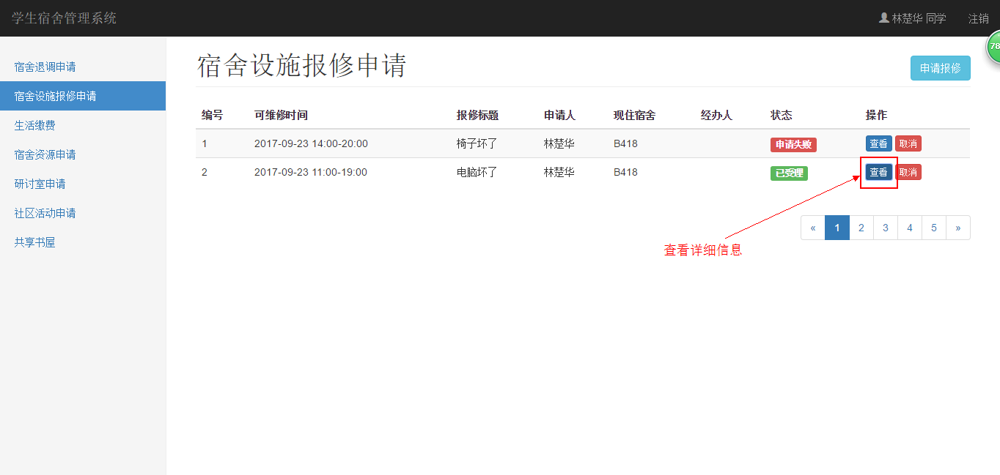 学生宿舍管理系统
林楚华 同学 注销
78
宿舍退调申请
宿舍设施报修申请
生活缴费
宿舍资源申请
研讨室申请
社区活动申请
共享书屋
宿舍设施报修申请
申请报修
编号 可维修时间 报修标题 申请人 现住宿舍 经办人 状态 操作
1 2017-09-23 14:00-20:00 椅子坏了 林楚华 B418 申请失败 查看 取消
2 2017-09-23 11:00-19:00 电脑坏了 林楚华 B418 已受理 查看 取消
« 1 2 3 4 5 »
查看详细信息